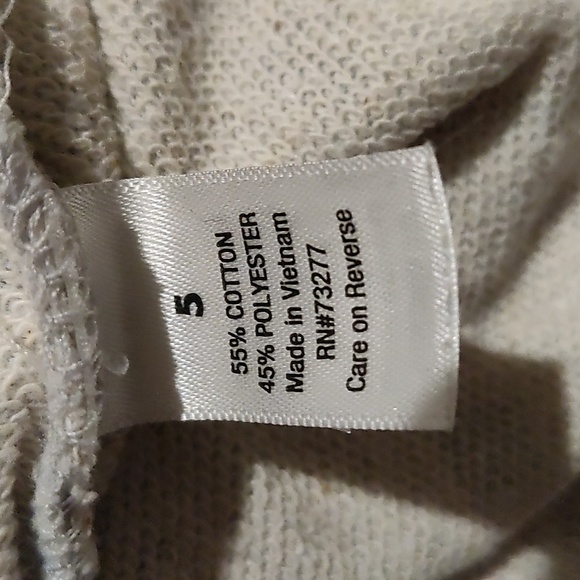 5
55% COTTON
45% POLYESTER
Made in Vietnam
RN#73277
Care on Reverse